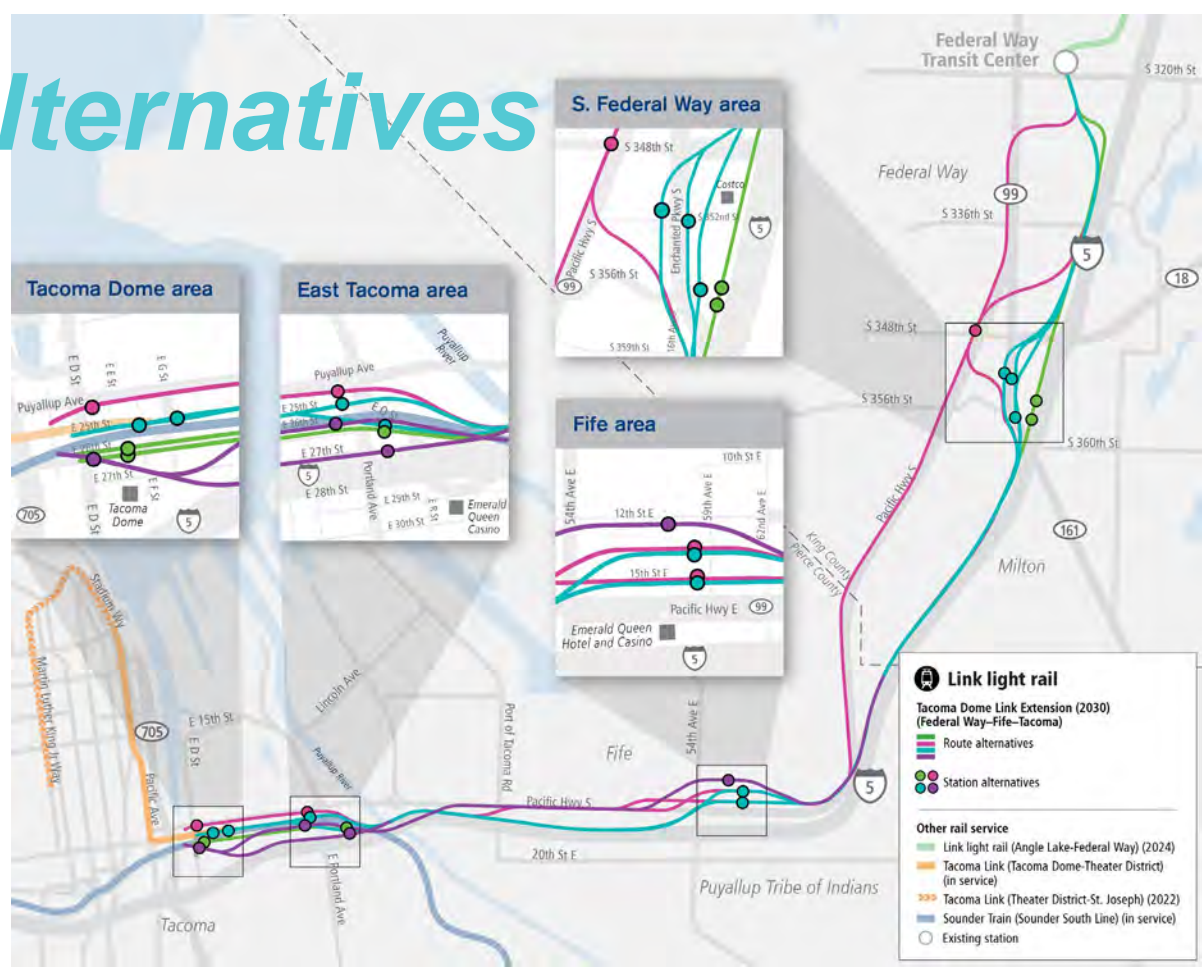 lternatives
Federal Way
Transit Center
S 320th St
Federal Way
99
S 336th St
5
18
S 348th St
S 356th St
S 360th St
161
Milton
Pacific Hwy S
King County
Pierce County
S. Federal Way area
S 348th St
Costco
S 352nd St
Enchanted Pkwy S
5
Pacific Hwy S
S 356th St
99
S 359th St
Tacoma Dome area
E D St
E E St
E G St
Puyallup Ave
E 25th St
E 26th St
E 27th St
E F St
Tacoma
Dome
E D St
705
5
East Tacoma area
Puyallup
River
Puyallup Ave
E 25th St
E 26th St
E 27th St
5
E 28th St
Portland Ave
E 29th St
E R St
E 30th St
Emerald
Queen
Casino
Fife area
10th St E
54th Ave E
59th Ave E
62nd Ave E
12th St E
15th St E
Pacific Hwy E
99
Emerald Queen
Hotel and Casino
5
Stadium Wy
Martin Luther King Jr Way
705
Pacific Ave
E 15th St
E D St
Lincoln Ave
Puyallup River
Port of Tacoma Rd
Fife
54th Ave E
Pacific Hwy S
5
20th St E
E Portland Ave
Puyallup Tribe of Indians
Tacoma
Link light rail
Tacoma Dome Link Extension (2030)
(Federal Way–Fife–Tacoma)
Route alternatives
Station alternatives
Other rail service
Link light rail (Angle Lake-Federal Way) (2024)
Tacoma Link (Tacoma Dome-Theater District)
(in service)
Tacoma Link (Theater District-St. Joseph) (2022)
Sounder Train (Sounder South Line) (in service)
Existing station